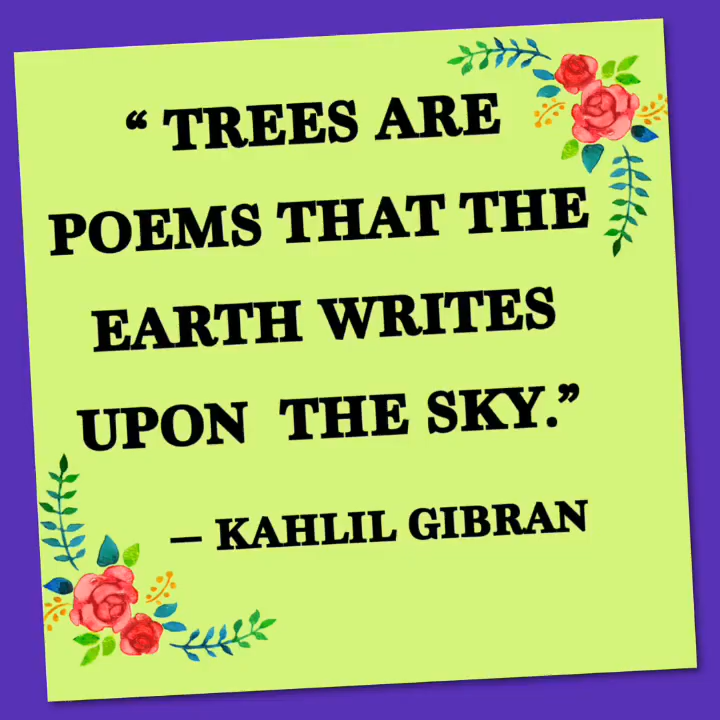 “ TREES ARE
POEMS THAT THE
EARTH WRITES
UPON  THE SKY.”
— KAHLIL GIBRAN